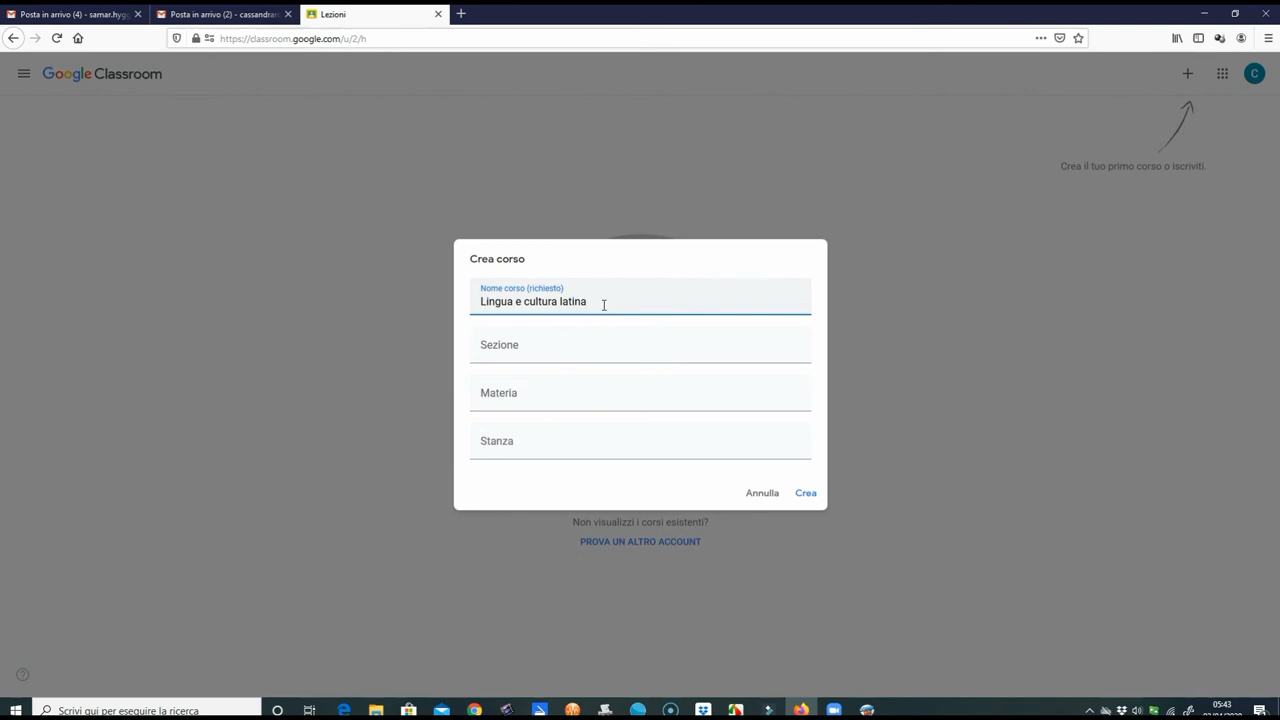 Posta in arrivo (4) - samar.hygg
Posta in arrivo (2) - cassandrar
Lezioni
https://classroom.google.com/u/2/h
Google Classroom
C
Crea il tuo primo corso o iscriviti.
Crea corso
Nome corso (richiesto)
Lingua e cultura latina
Sezione
Materia
Stanza
Annulla
Crea
Non visualizzi i corsi esistenti?
PROVA UN ALTRO ACCOUNT
Scrivi qui per eseguire la ricerca
05:43